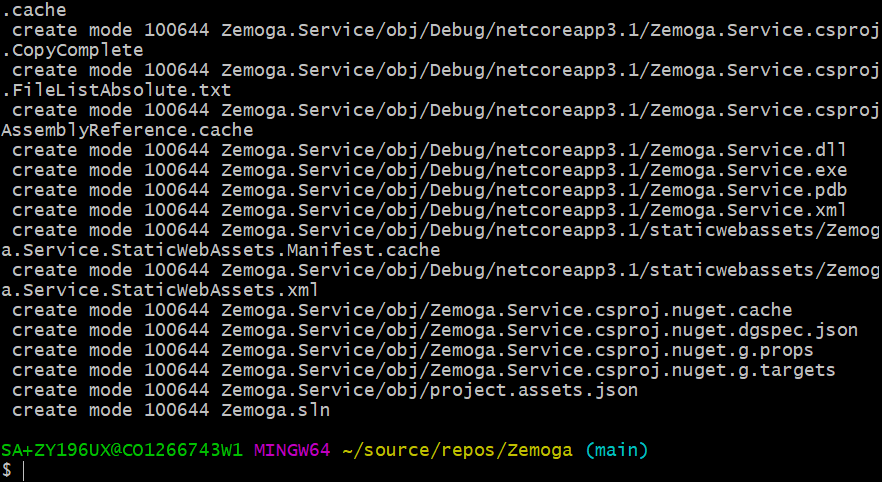 .cache
 create mode 100644 Zemoga.Service/obj/Debug/netcoreapp3.1/Zemoga.Service.csproj
.CopyComplete
 create mode 100644 Zemoga.Service/obj/Debug/netcoreapp3.1/Zemoga.Service.csproj
.FileListAbsolute.txt
 create mode 100644 Zemoga.Service/obj/Debug/netcoreapp3.1/Zemoga.Service.csproj
AssemblyReference.cache
 create mode 100644 Zemoga.Service/obj/Debug/netcoreapp3.1/Zemoga.Service.dll
 create mode 100644 Zemoga.Service/obj/Debug/netcoreapp3.1/Zemoga.Service.exe
 create mode 100644 Zemoga.Service/obj/Debug/netcoreapp3.1/Zemoga.Service.pdb
 create mode 100644 Zemoga.Service/obj/Debug/netcoreapp3.1/Zemoga.Service.xml
 create mode 100644 Zemoga.Service/obj/Debug/netcoreapp3.1/staticwebassets/Zemog
a.Service.StaticWebAssets.Manifest.cache
 create mode 100644 Zemoga.Service/obj/Debug/netcoreapp3.1/staticwebassets/Zemog
a.Service.StaticWebAssets.xml
 create mode 100644 Zemoga.Service/obj/Zemoga.Service.csproj.nuget.cache
 create mode 100644 Zemoga.Service/obj/Zemoga.Service.csproj.nuget.dgspec.json
 create mode 100644 Zemoga.Service/obj/Zemoga.Service.csproj.nuget.g.props
 create mode 100644 Zemoga.Service/obj/Zemoga.Service.csproj.nuget.g.targets
 create mode 100644 Zemoga.Service/obj/project.assets.json
 create mode 100644 Zemoga.sln

SA+ZY196UX@CO1266743W1 MINGW64 ~/source/repos/Zemoga (main)
$